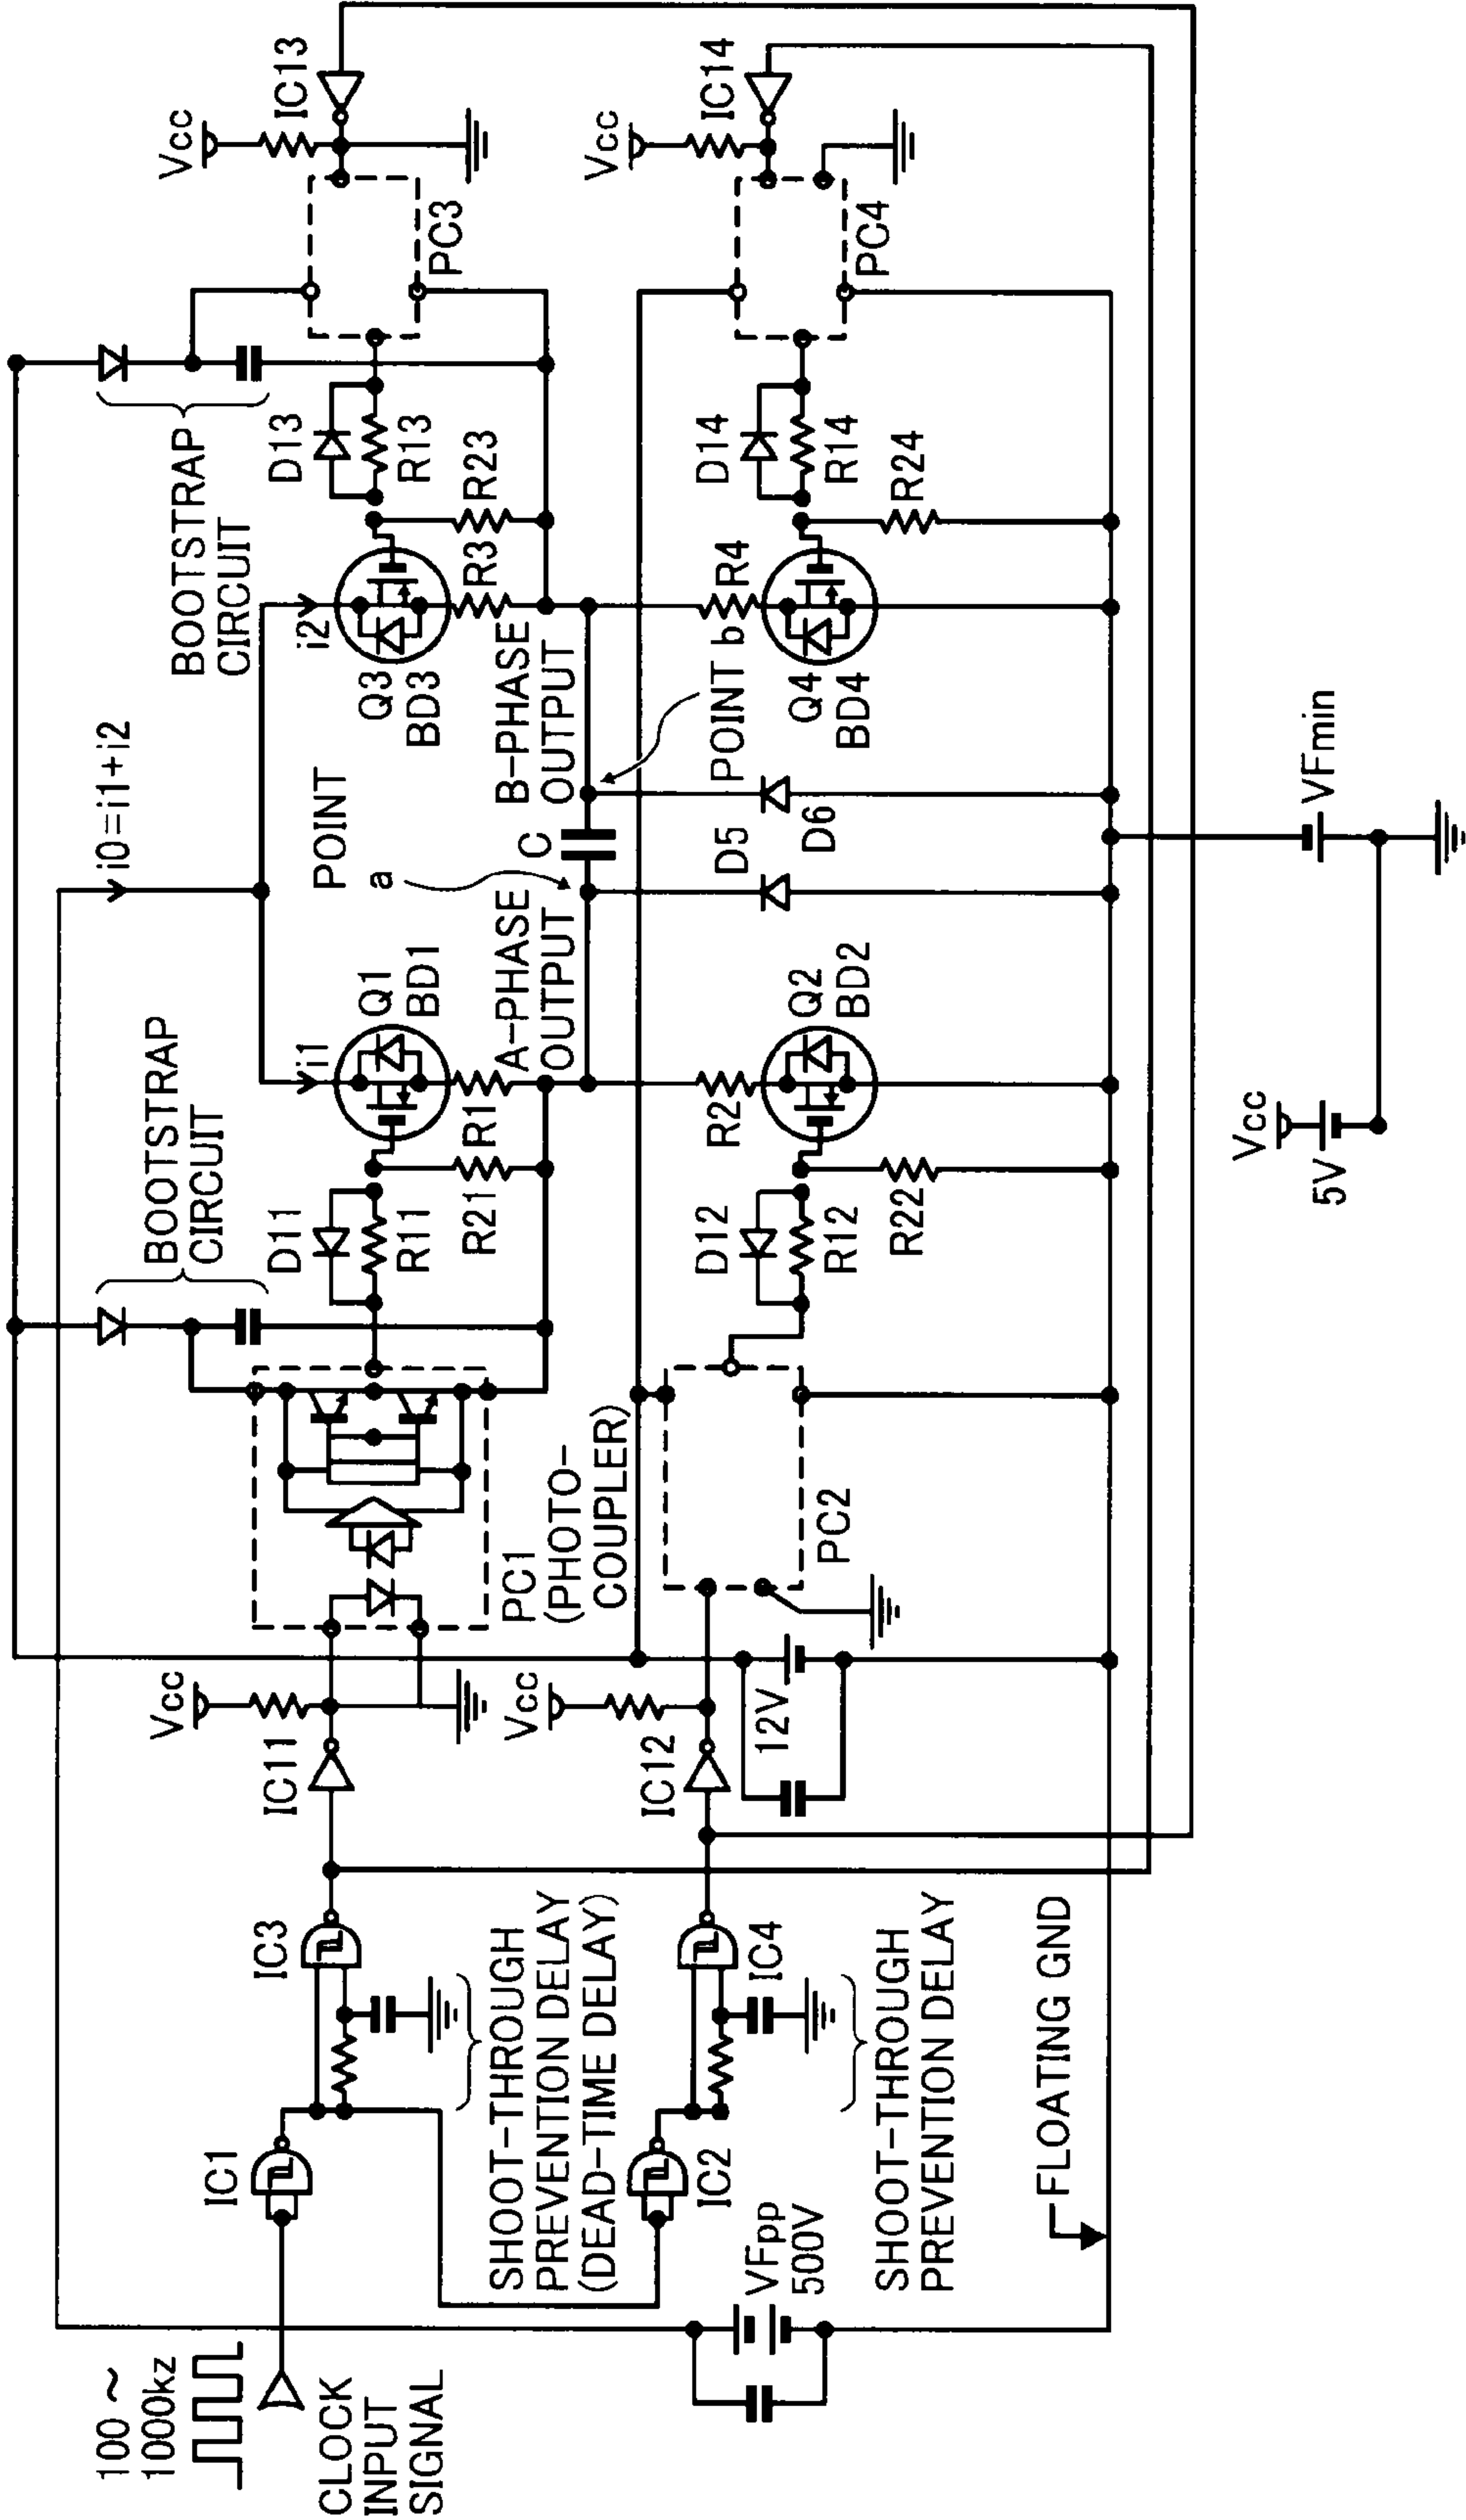 100 ~
1000kz
CLOCK
INPUT
SIGNAL
IC1
IC3
SHOOT-THROUGH
PREVENTION DELAY
(DEAD-TIME DELAY)
IC2
IC4
VFpp
500V
SHOOT-THROUGH
PREVENTION DELAY
FLOATING GND
Vcc
IC11
Vcc
IC12
12V
PC1
(PHOTO-
COUPLER)
PC2
BOOTSTRAP
CIRCUIT
D11
R11
R21
i1
Q1
BD1
R1
A-PHASE
OUTPUT
D12
R12
R22
R2
Q2
BD2
i0=i1+i2
POINT
a
C
D5
D6
POINT b
B-PHASE
OUTPUT
BOOTSTRAP
CIRCUIT
i2
Q3
BD3
R3
D13
R13
R23
R4
Q4
BD4
D14
R14
R24
Vcc
IC13
PC3
Vcc
IC14
PC4
Vcc
5V
VFmin